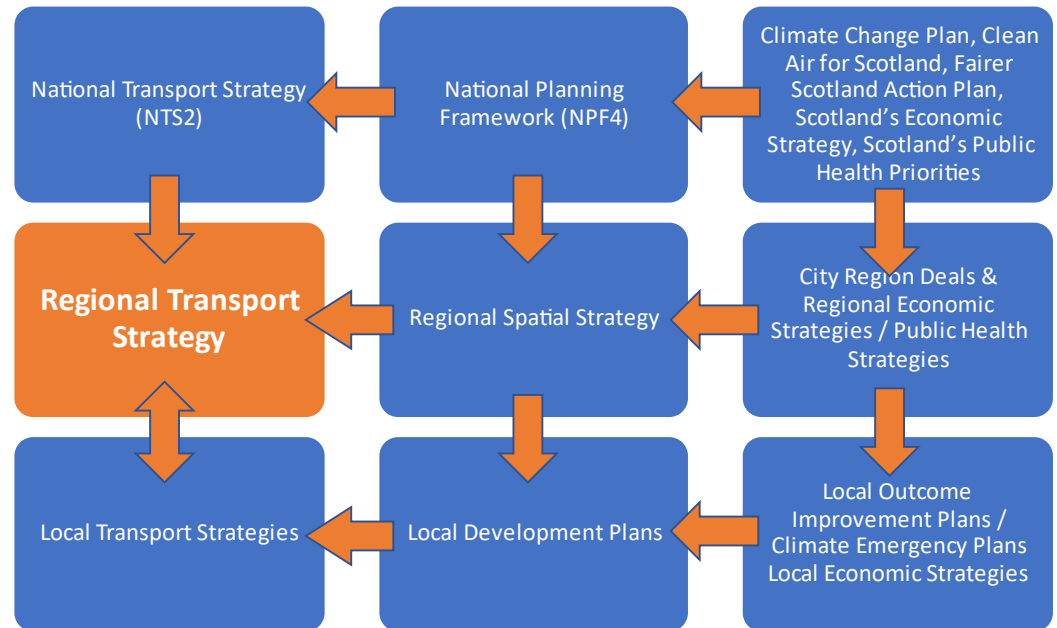 National Transport Strategy
(NTS2)
National Planning
Framework (NPF4)
Climate Change Plan, Clean
Air for Scotland, Fairer
Scotland Action Plan,
Scotland’s Economic
Strategy, Scotland’s Public
Health Priorities
Regional Transport
Strategy
Regional Spatial Strategy
City Region Deals &
Regional Economic
Strategies / Public Health
Strategies
Local Transport Strategies
Local Development Plans
Local Outcome
Improvement Plans /
Climate Emergency Plans
Local Economic Strategies